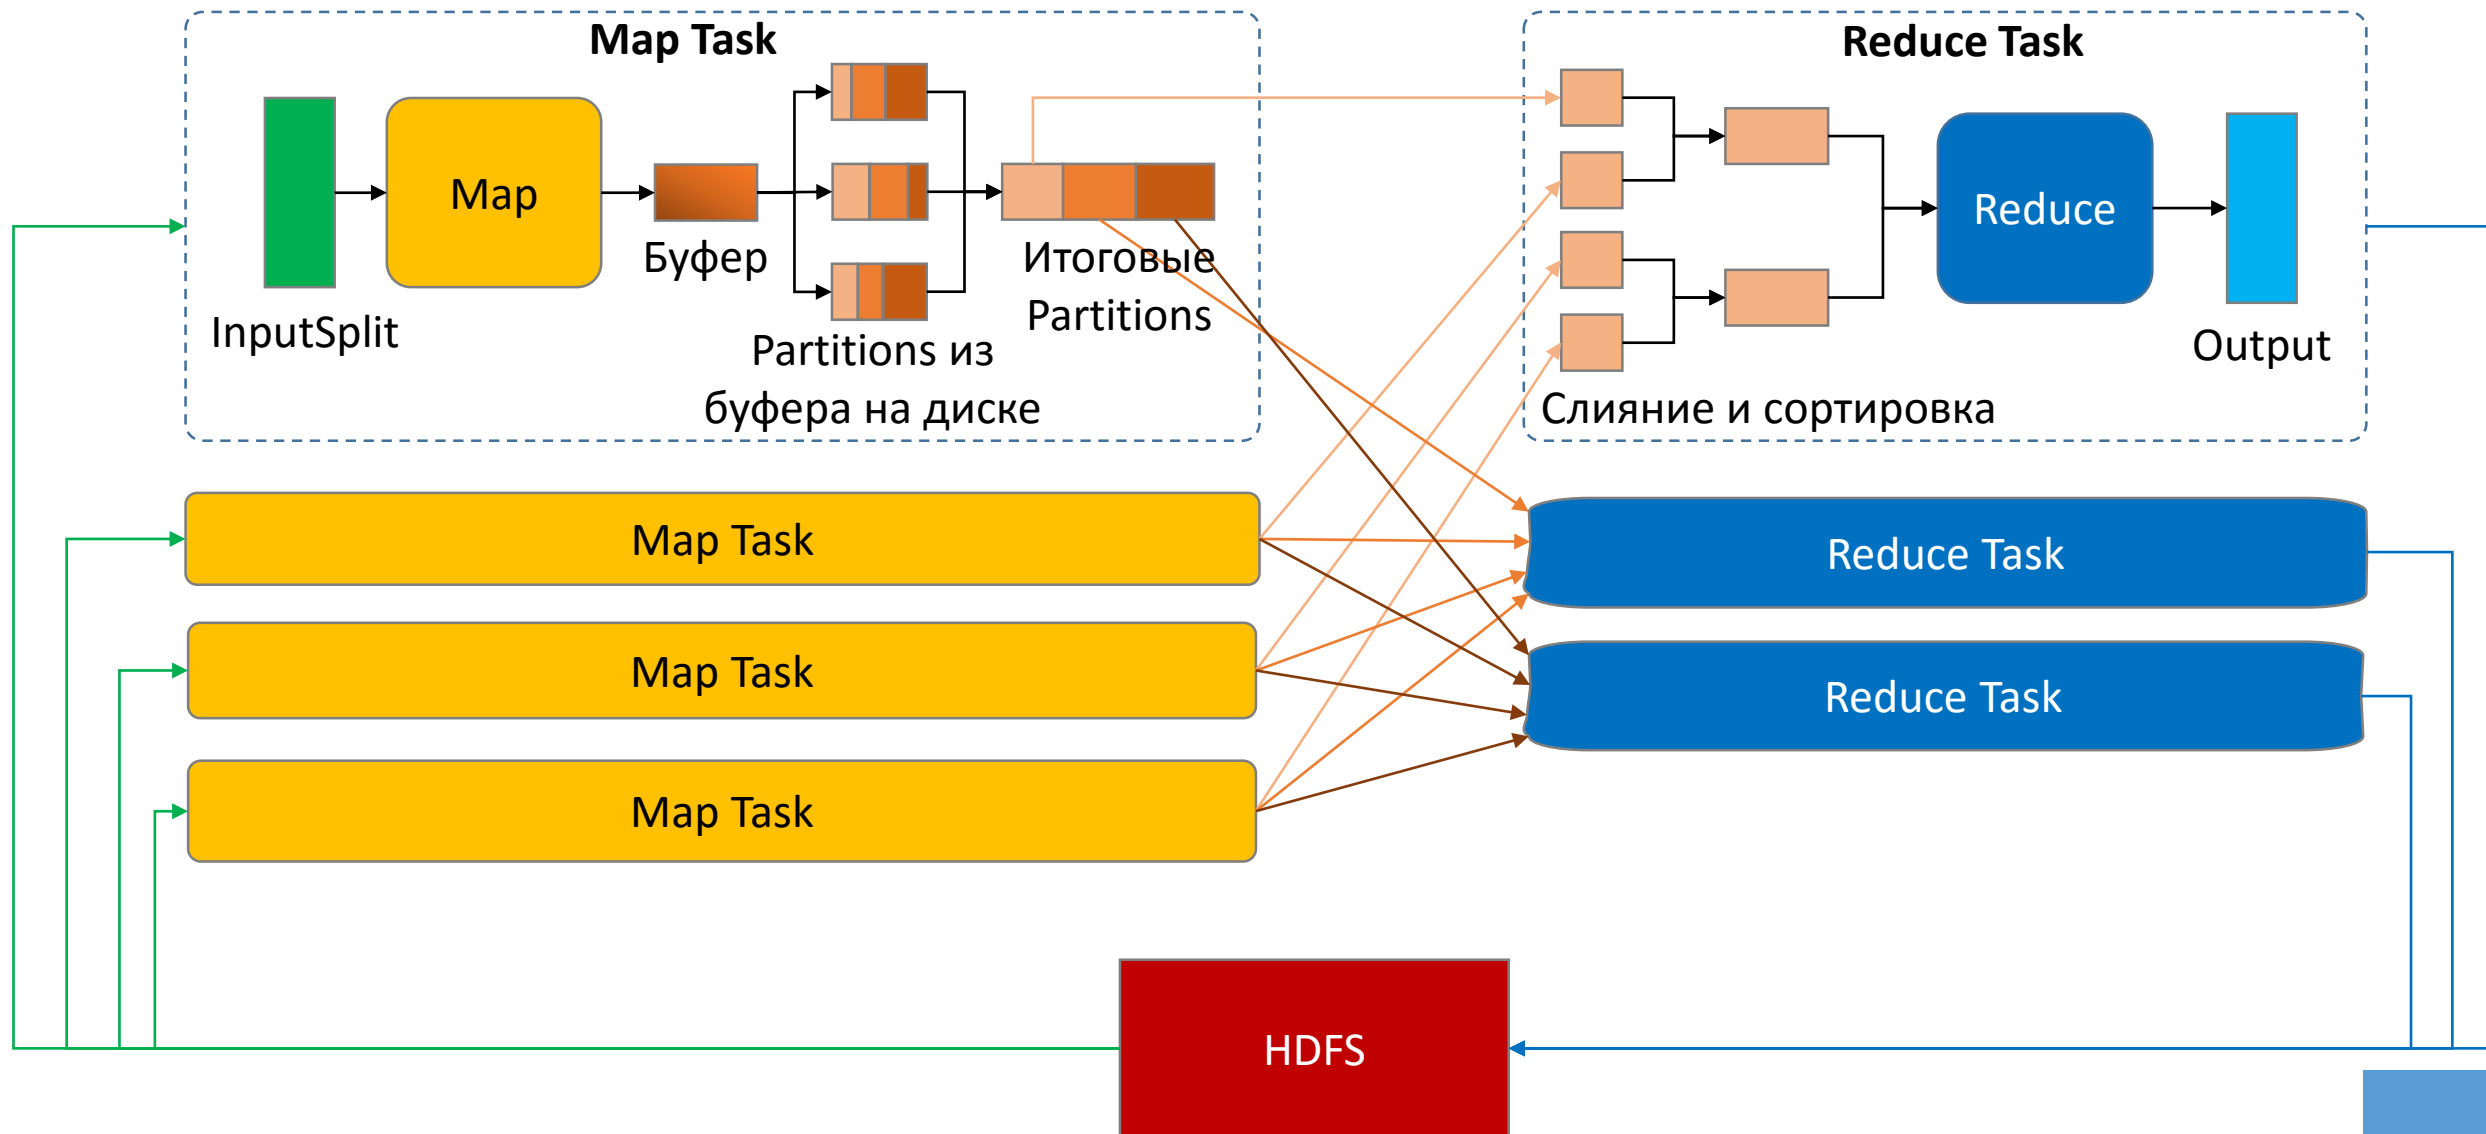 Map Task
Reduce Task
Map
Reduce
Буфер
Итоговые
Partitions
InputSplit
Partitions из
буфера на диске
Output
Слияние и сортировка
Map Task
Reduce Task
Map Task
Reduce Task
Map Task
HDFS